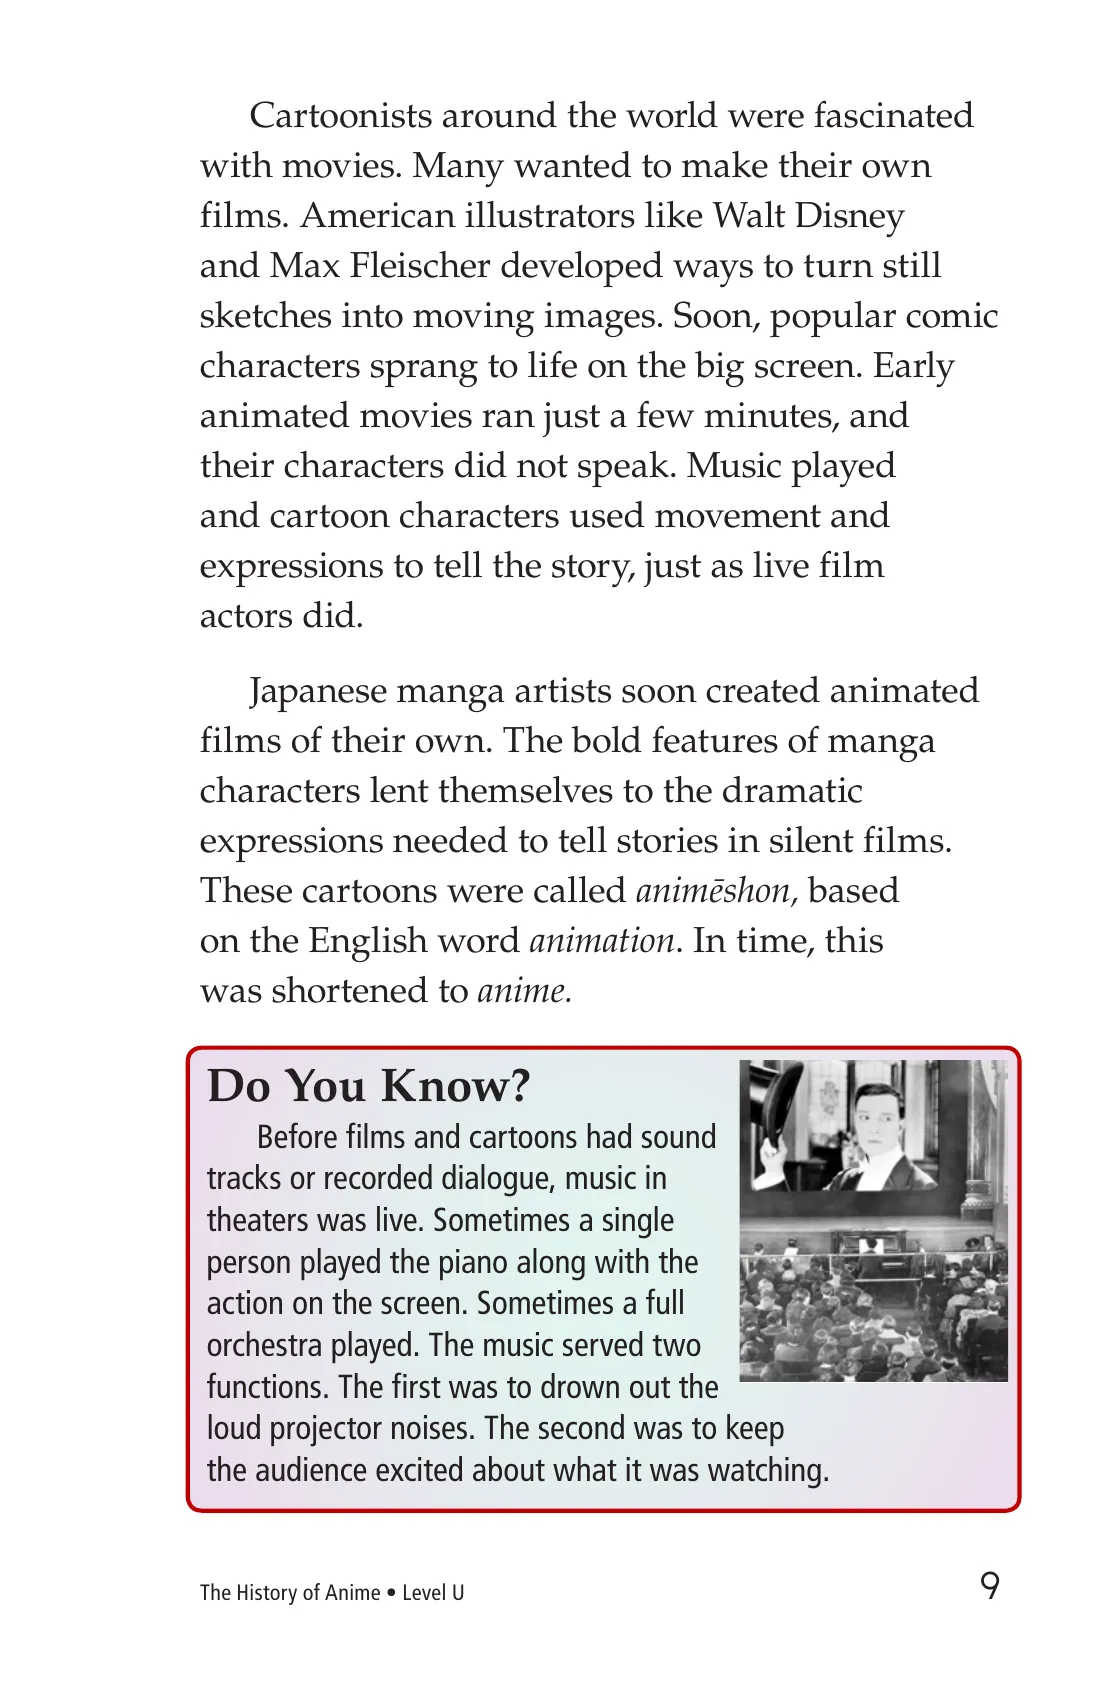 Cartoonists around the world were fascinated
with movies. Many wanted to make their own
films. American illustrators like Walt Disney
and Max Fleischer developed ways to turn still
sketches into moving images. Soon, popular comic
characters sprang to life on the big screen. Early
animated movies ran just a few minutes, and
their characters did not speak. Music played
and cartoon characters used movement and
expressions to tell the story, just as live film
actors did.
Japanese manga artists soon created animated
films of their own. The bold features of manga
characters lent themselves to the dramatic
expressions needed to tell stories in silent films.
These cartoons were called animēshon, based
on the English word animation. In time, this
was shortened to anime.
Do You Know?
Before films and cartoons had sound
tracks or recorded dialogue, music in
theaters was live. Sometimes a single
person played the piano along with the
action on the screen. Sometimes a full
orchestra played. The music served two
functions. The first was to drown out the
loud projector noises. The second was to keep
the audience excited about what it was watching.
The History of Anime • Level U
9